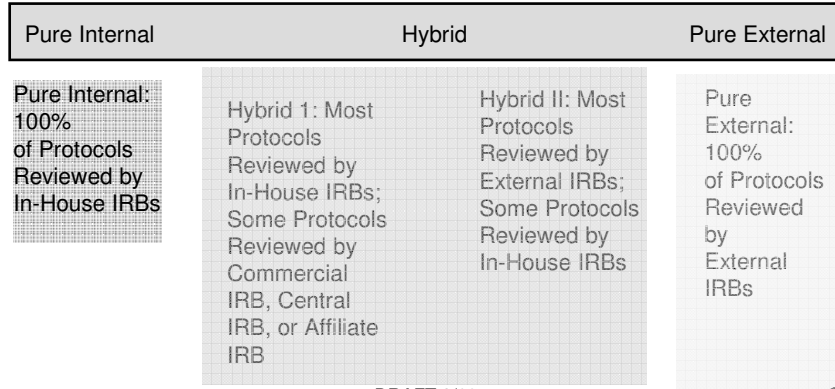 Pure Internal
Hybrid
Pure External
Pure Internal:
100%
of Protocols
Reviewed by
In-House IRBs
Hybrid 1: Most
Protocols
Reviewed by
In-House IRBs;
Some Protocols
Reviewed by
Commercial
IRB, Central
IRB, or Affiliate
IRB
Hybrid II: Most
Protocols
Reviewed by
External IRBs;
Some Protocols
Reviewed by
In-House IRBs
Pure
External:
100%
of Protocols
Reviewed
by
External
IRBs